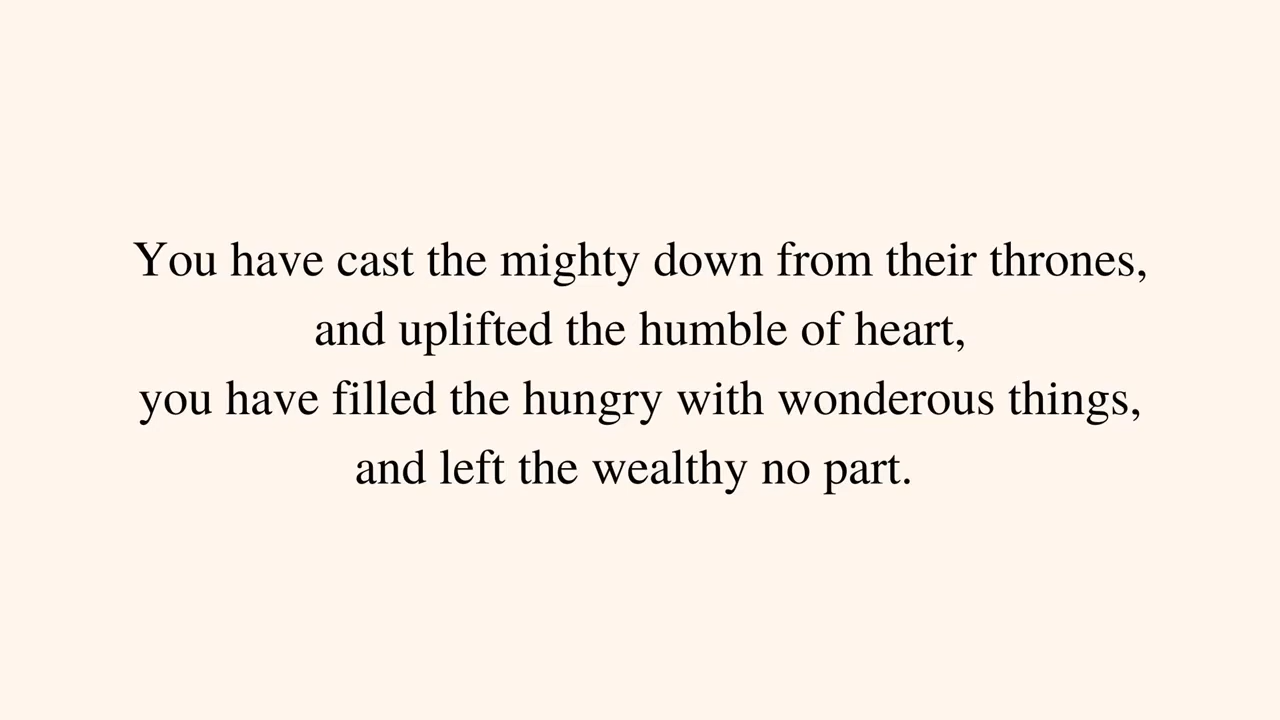 You have cast the mighty down from their thrones,
and uplifted the humble of heart,
you have filled the hungry with wonderous things,
and left the wealthy no part.